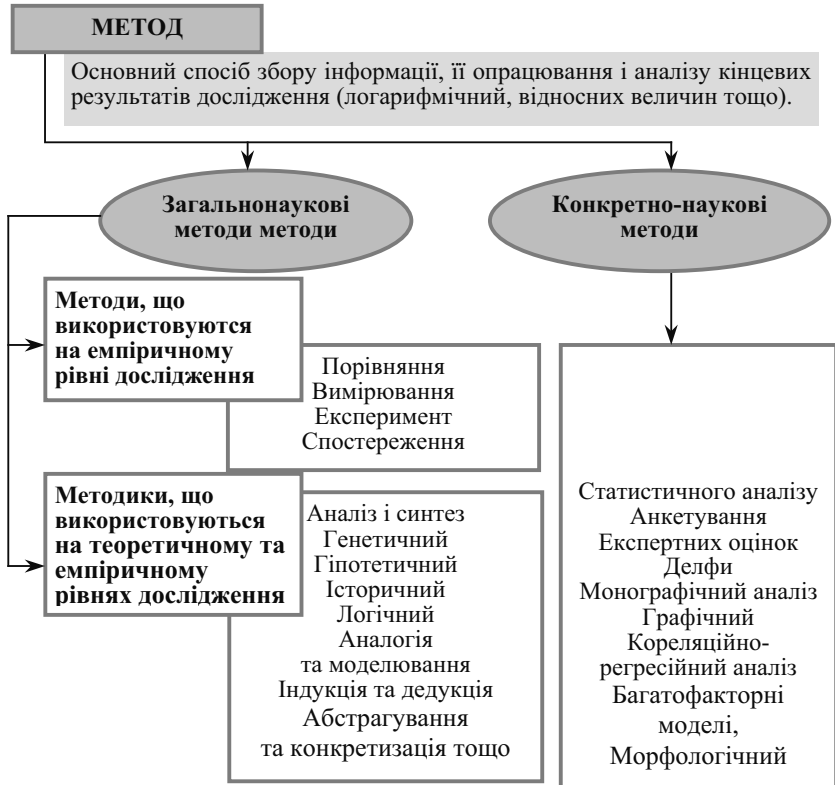 МЕТОД
Основний спосіб збору інформації, її опрацювання і аналізу кінцевих
результатів дослідження (логарифмічний, відносних величин тощо).
Загальнонаукові
методи методи
Конкретно-наукові
методи
Методи, що
використовуются
на емпіричному
рівні дослідження
Порівняння
Вимірювання
Експеримент
Спостереження
Методики, що
використовуються
на теоретичному та
емпіричному
рівнях дослідження
Аналіз і синтез
Генетичний
Гіпотетичний
Історичний
Логічний
Аналогія
та моделювання
Індукція та дедукція
Абстрагування
та конкретизація тощо
Статистичного аналізу
Анкетування
Експертних оцінок
Делфи
Монографічний аналіз
Графічний
Кореляційно-
регресійний аналіз
Багатофакторні
моделі,
Морфологічний